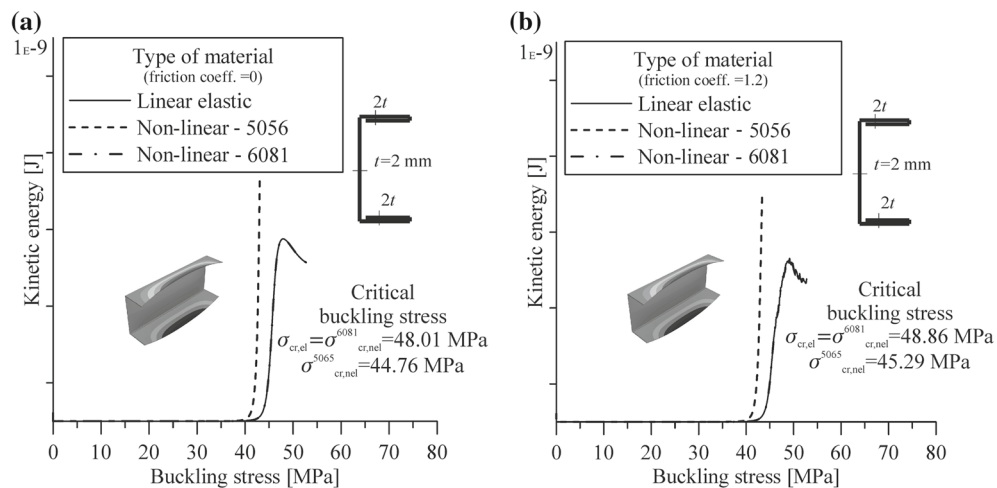 (a)
1E-9
Type of material
(friction coeff. =0)
Linear elastic
Non-linear - 5056
Non-linear - 6081
2t
t=2 mm
2t
Kinetic energy [J]
Critical
buckling stress
σcr,el=σ6081cr,nel=48.01 MPa
σ5065cr,nel=44.76 MPa
0 10 20 30 40 50 60 70 80
Buckling stress [MPa]
(b)
1E-9
Type of material
(friction coeff. =1.2)
Linear elastic
Non-linear - 5056
Non-linear - 6081
2t
t=2 mm
2t
Kinetic energy [J]
Critical
buckling stress
σcr,el=σ6081cr,nel=48.86 MPa
σ5065cr,nel=45.29 MPa
0 10 20 30 40 50 60 70 80
Buckling stress [MPa]